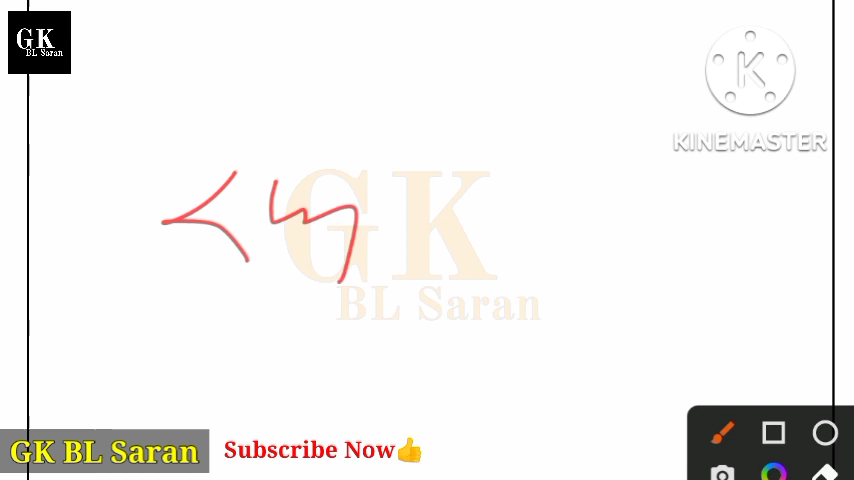 GK
BL Saran
K
KINEMASTER
GK
BL Saran
GK BL Saran
Subscribe Now👍